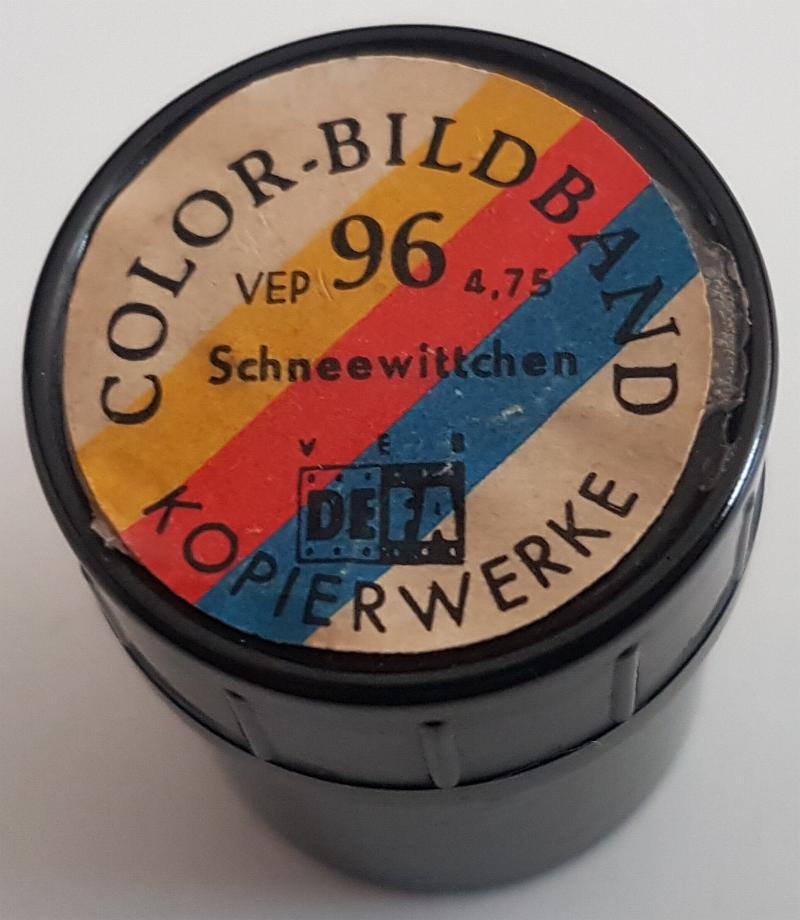 COLOR-BILDBAND
VEP 96 4,75
Schneewittchen
VEB
DEFA
KOPIERWERKE